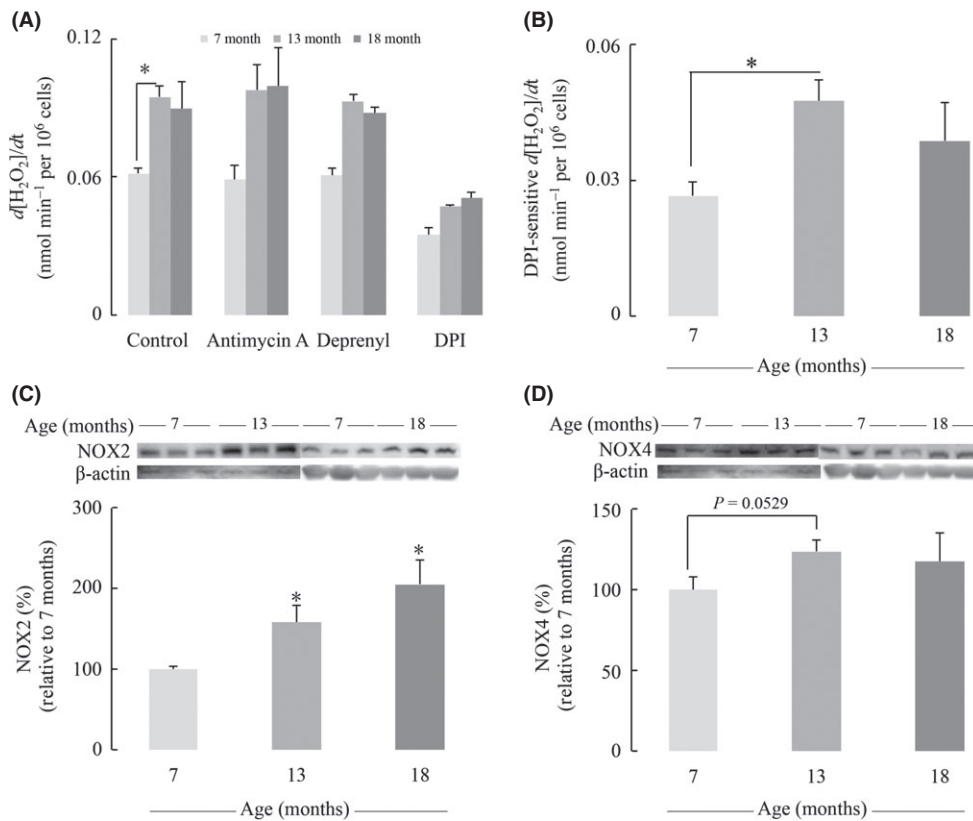 (A)
0.12
0.06
0
d[H₂O₂]/dt
(nmol min⁻¹ per 10⁶ cells)
7 month 13 month 18 month
*
Control Antimycin A Deprenyl DPI
(B)
0.06
0.03
0
DPI-sensitive d[H₂O₂]/dt
(nmol min⁻¹ per 10⁶ cells)
*
7 13 18
Age (months)
(C)
Age (months) 7 13 7 18
NOX2
β-actin
300
200
100
0
NOX2 (%)
(relative to 7 months)
* *
7 13 18
Age (months)
(D)
Age (months) 7 13 7 18
NOX4
β-actin
150
100
50
0
NOX4 (%)
(relative to 7 months)
P = 0.0529
7 13 18
Age (months)